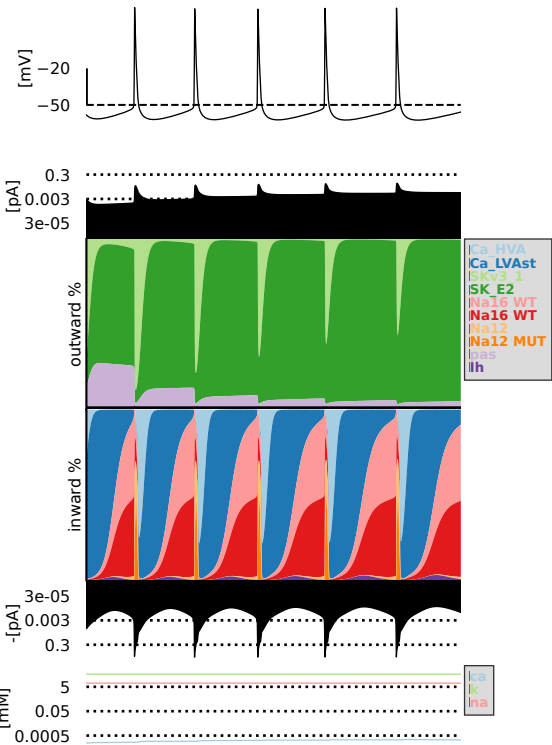 [mV]
−20
−50
[pA]
0.3
0.003
3e-05
outward %
Ca_HVA
Ca_LVAst
SKv3_1
SK_E2
Na16 WT
Na16 WT
Na12
Na12 MUT
pas
Ih
inward %
-[pA]
3e-05
0.003
0.3
[mM]
5
0.05
0.0005
ca
k
na